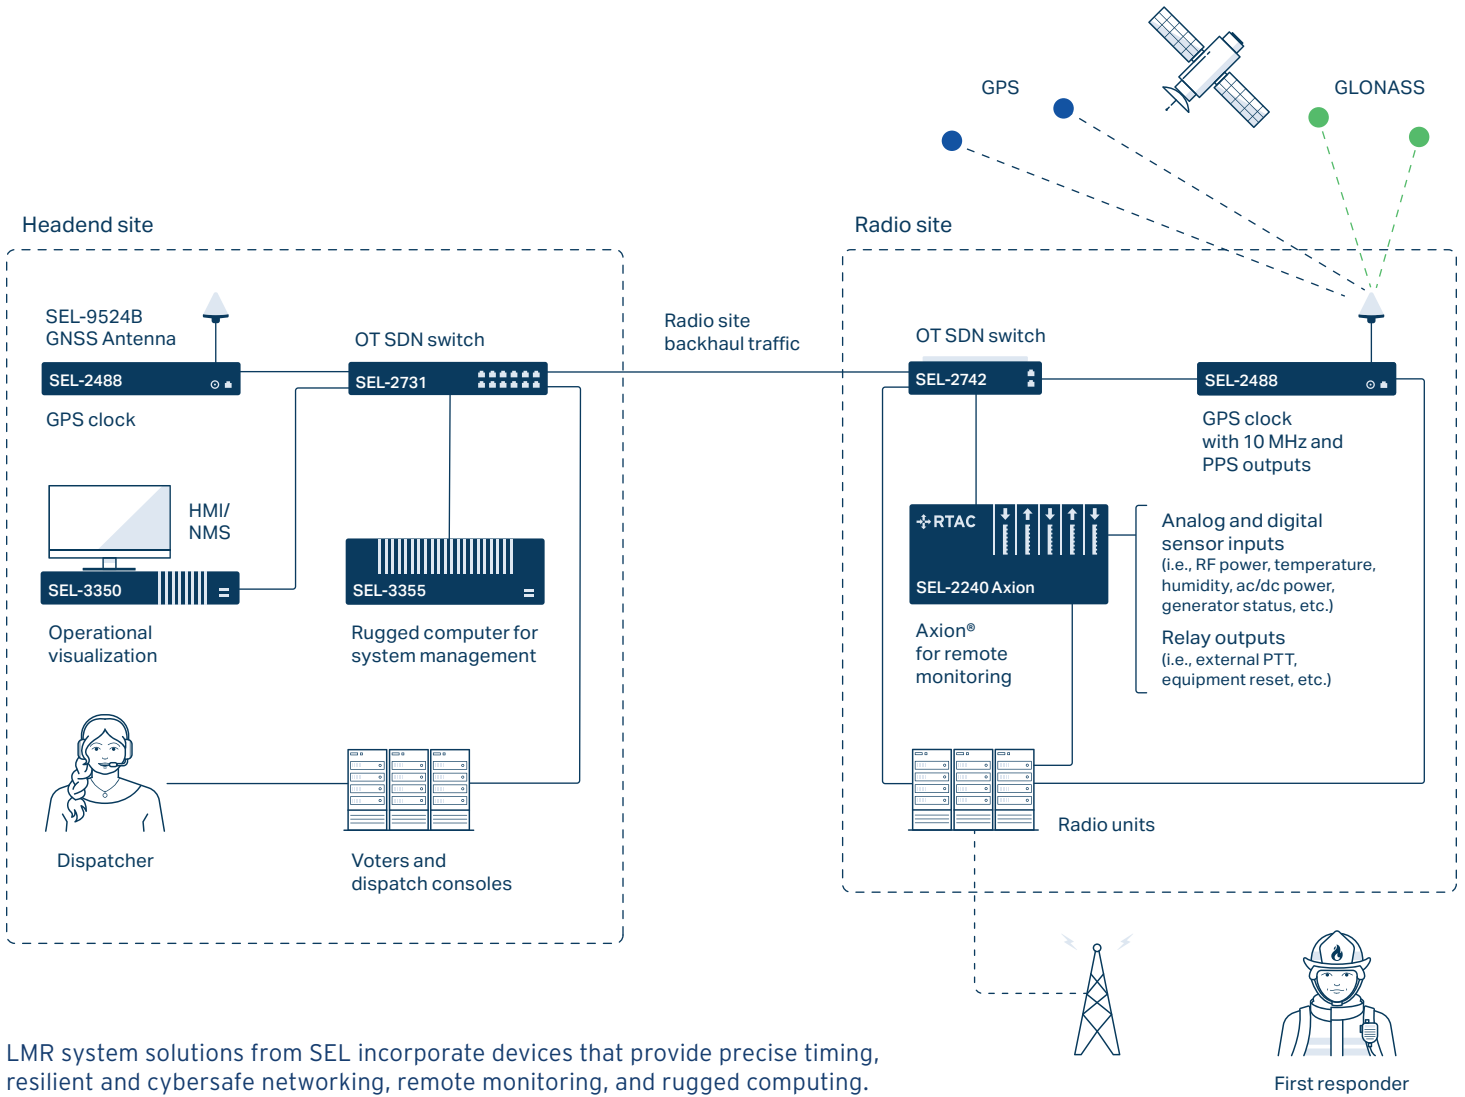 GPS
GLONASS
Headend site
SEL-9524B
GNSS Antenna
SEL-2488
GPS clock
OT SDN switch
SEL-2731
HMI/
NMS
SEL-3350
Operational
visualization
SEL-3355
Rugged computer for
system management
Dispatcher
Voters and
dispatch consoles
Radio site
backhaul traffic
Radio site
OT SDN switch
SEL-2742
SEL-2488
GPS clock
with 10 MHz and
PPS outputs
RTAC
SEL-2240 Axion
Axion®
for remote
monitoring
Analog and digital
sensor inputs
(i.e., RF power, temperature,
humidity, ac/dc power,
generator status, etc.)
Relay outputs
(i.e., external PTT,
equipment reset, etc.)
Radio units
First responder
LMR system solutions from SEL incorporate devices that provide precise timing,
resilient and cybersafe networking, remote monitoring, and rugged computing.